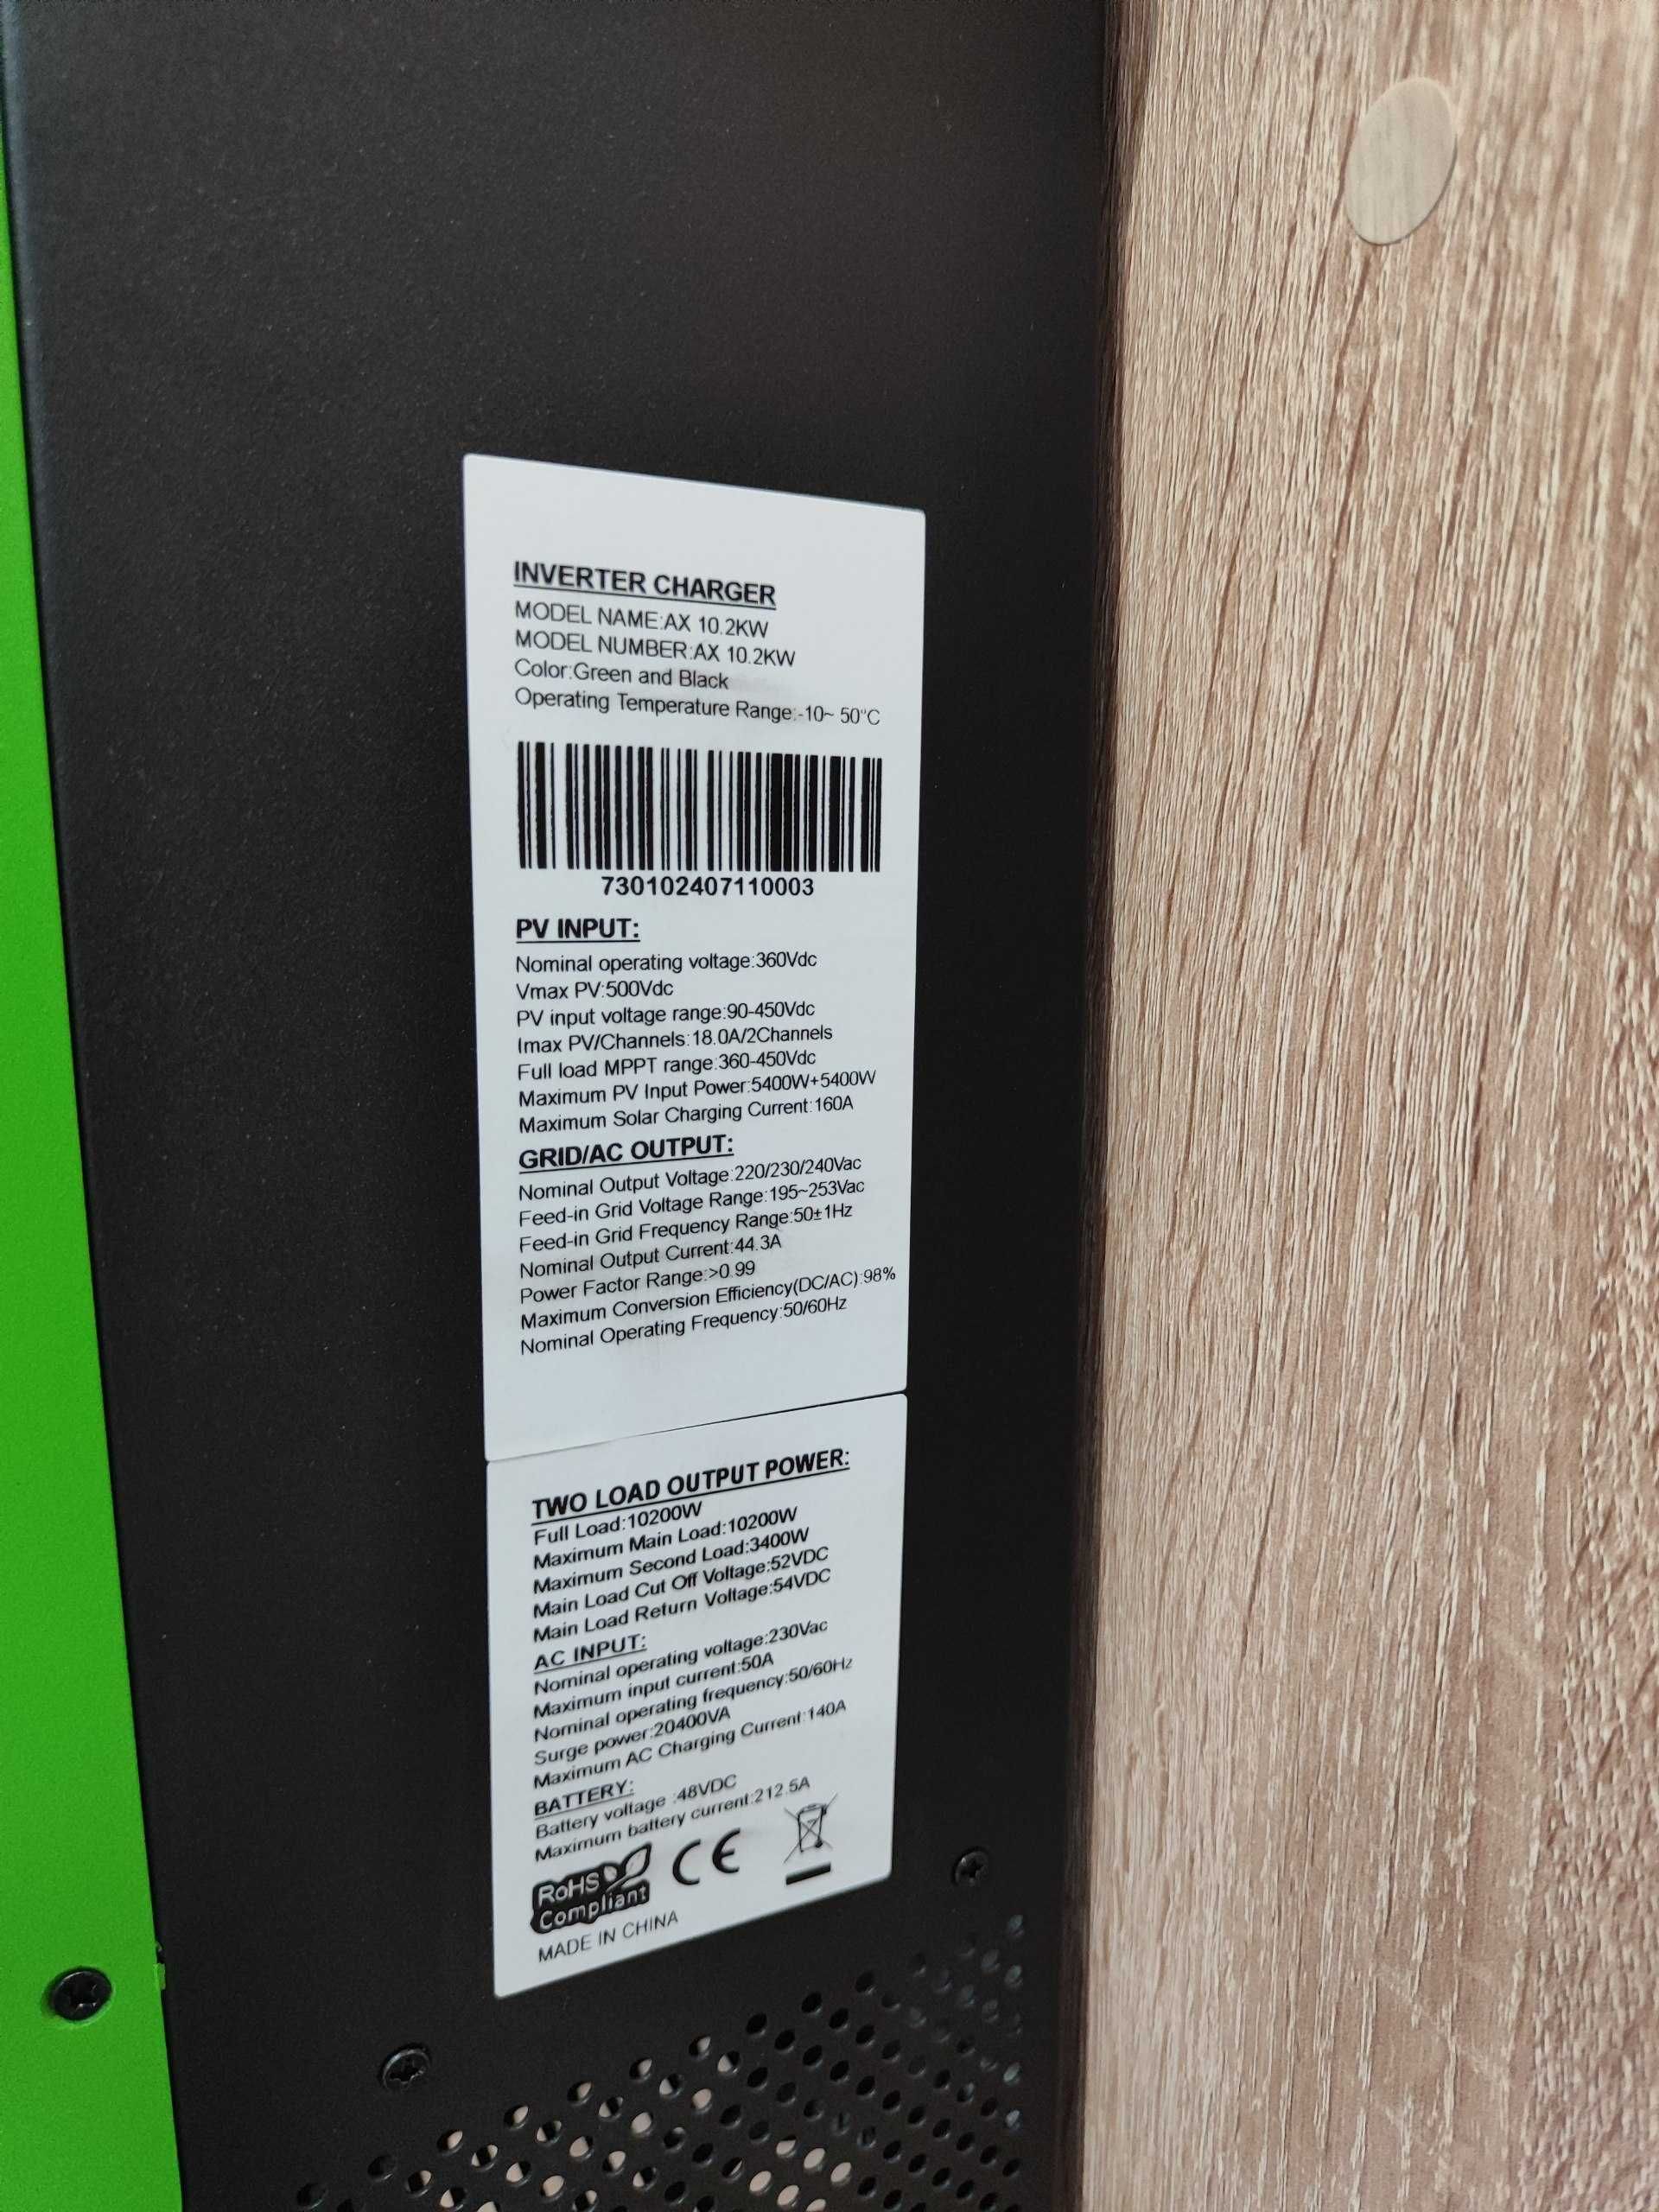 INVERTER CHARGER
MODEL NAME:AX 10.2KW
MODEL NUMBER:AX 10.2KW
Color:Green and Black
Operating Temperature Range:-10~ 50°C
730102407110003
PV INPUT:
Nominal operating voltage:360Vdc
Vmax PV:500Vdc
PV input voltage range:90-450Vdc
Imax PV/Channels:18.0A/2Channels
Full load MPPT range:360-450Vdc
Maximum PV Input Power:5400W+5400W
Maximum Solar Charging Current:160A
GRID/AC OUTPUT:
Nominal Output Voltage:220/230/240Vac
Feed-in Grid Voltage Range:195~253Vac
Feed-in Grid Frequency Range:50±1Hz
Nominal Output Current:44.3A
Power Factor Range:>0.99
Maximum Conversion Efficiency(DC/AC):98%
Nominal Operating Frequency:50/60Hz
TWO LOAD OUTPUT POWER:
Full Load:10200W
Maximum Main Load:10200W
Maximum Second Load:3400W
Main Load Cut Off Voltage:52VDC
Main Load Return Voltage:54VDC
AC INPUT:
Nominal operating voltage:230Vac
Maximum input current:50A
Nominal operating frequency:50/60Hz
Surge power:20400VA
Maximum AC Charging Current:140A
BATTERY:
Battery voltage :48VDC
Maximum battery current:212.5A
RoHS
Compliant
CE
MADE IN CHINA